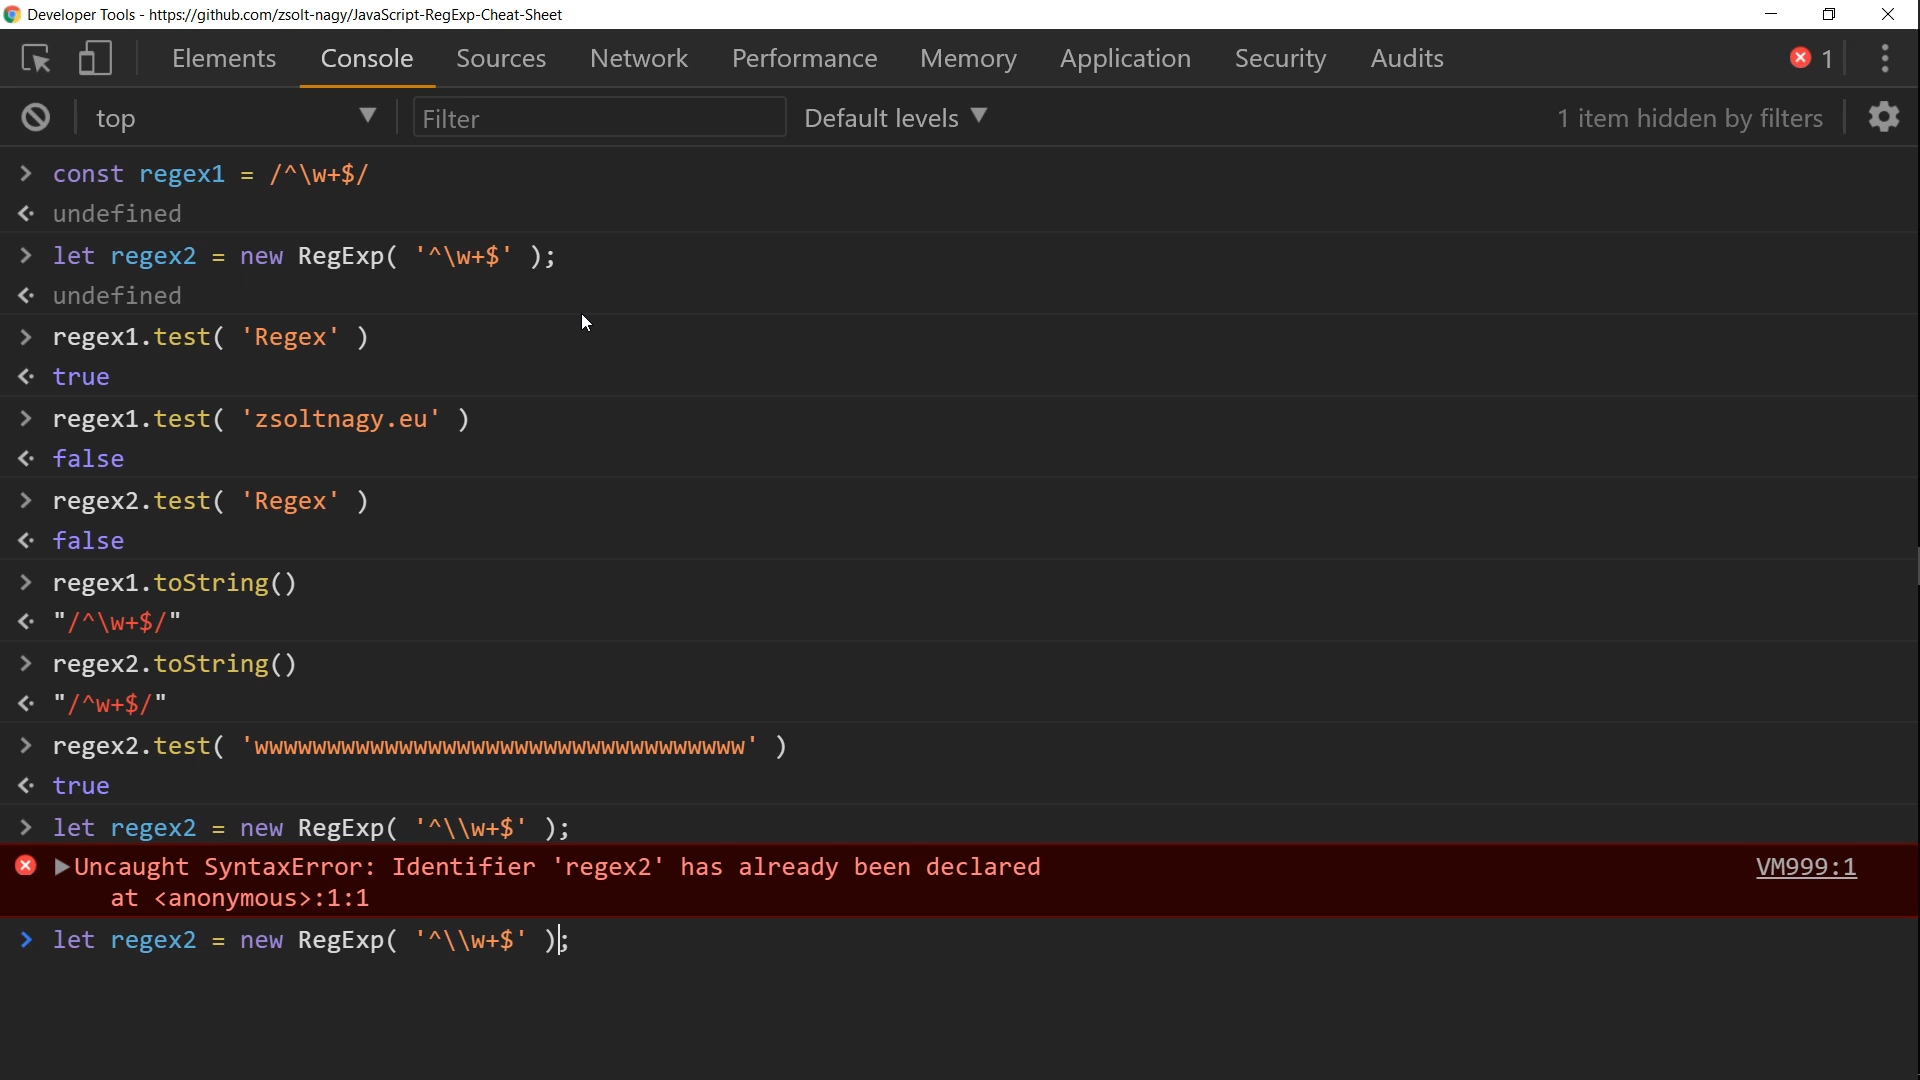 Developer Tools - https://github.com/zsolt-nagy/JavaScript-RegExp-Cheat-Sheet
Elements Console Sources Network Performance Memory Application Security Audits 1
top Filter Default levels 1 item hidden by filters
> const regex1 = /^\w+$/
undefined
> let regex2 = new RegExp( '^\w+$' );
undefined
> regex1.test( 'Regex' )
true
> regex1.test( 'zsoltnagy.eu' )
false
> regex2.test( 'Regex' )
false
> regex1.toString()
"/^\w+$/"
> regex2.toString()
"/^w+$/"
> regex2.test( 'wwwwwwwwwwwwwwwwwwwwwwwwwwwwwwwwww' )
true
> let regex2 = new RegExp( '^\\w+$' );
Uncaught SyntaxError: Identifier 'regex2' has already been declared VM999:1
at <anonymous>:1:1
> let regex2 = new RegExp( '^\\w+$' );